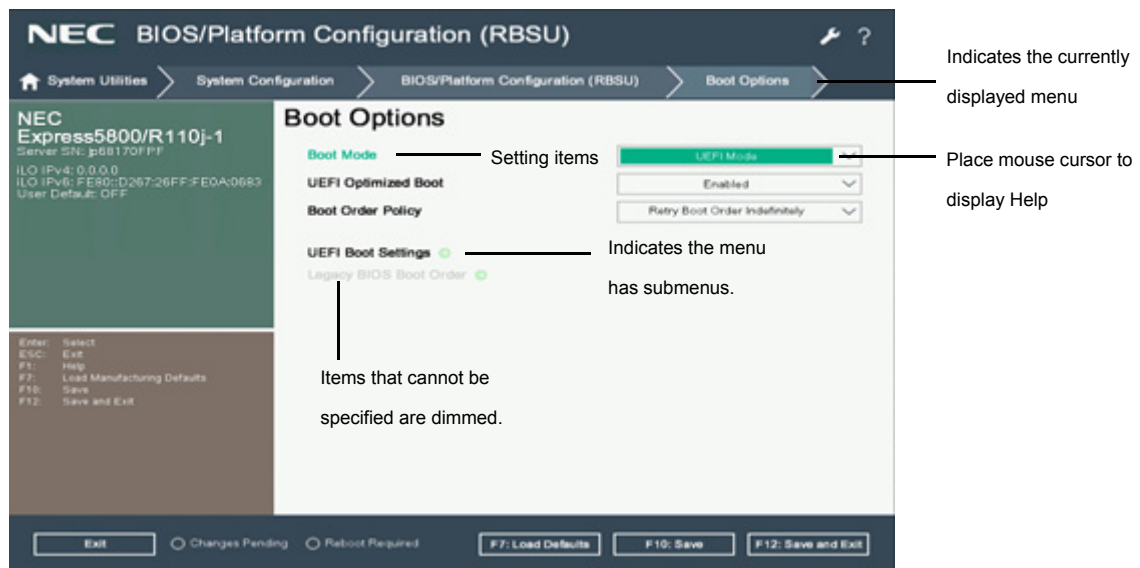 NEC BIOS/Platform Configuration (RBSU)
?
System Utilities
System Configuration
BIOS/Platform Configuration (RBSU)
Boot Options
Indicates the currently
displayed menu
NEC
Express5800/R110j-1
Server SN: jp68170FPF
iLO IPv4: 0.0.0.0
iLO IPv6: FE80::D267:26FF:FE0A:0683
User Default: OFF
Boot Options
Boot Mode
Setting items
UEFI Mode
Place mouse cursor to
display Help
UEFI Optimized Boot
Enabled
Boot Order Policy
Retry Boot Order Indefinitely
UEFI Boot Settings
Indicates the menu
has submenus.
Legacy BIOS Boot Order
Items that cannot be
specified are dimmed.
Enter: Select
ESC: Exit
F1: Help
F7: Load Manufacturing Defaults
F10: Save
F12: Save and Exit
Exit
Changes Pending
Reboot Required
F7: Load Defaults
F10: Save
F12: Save and Exit